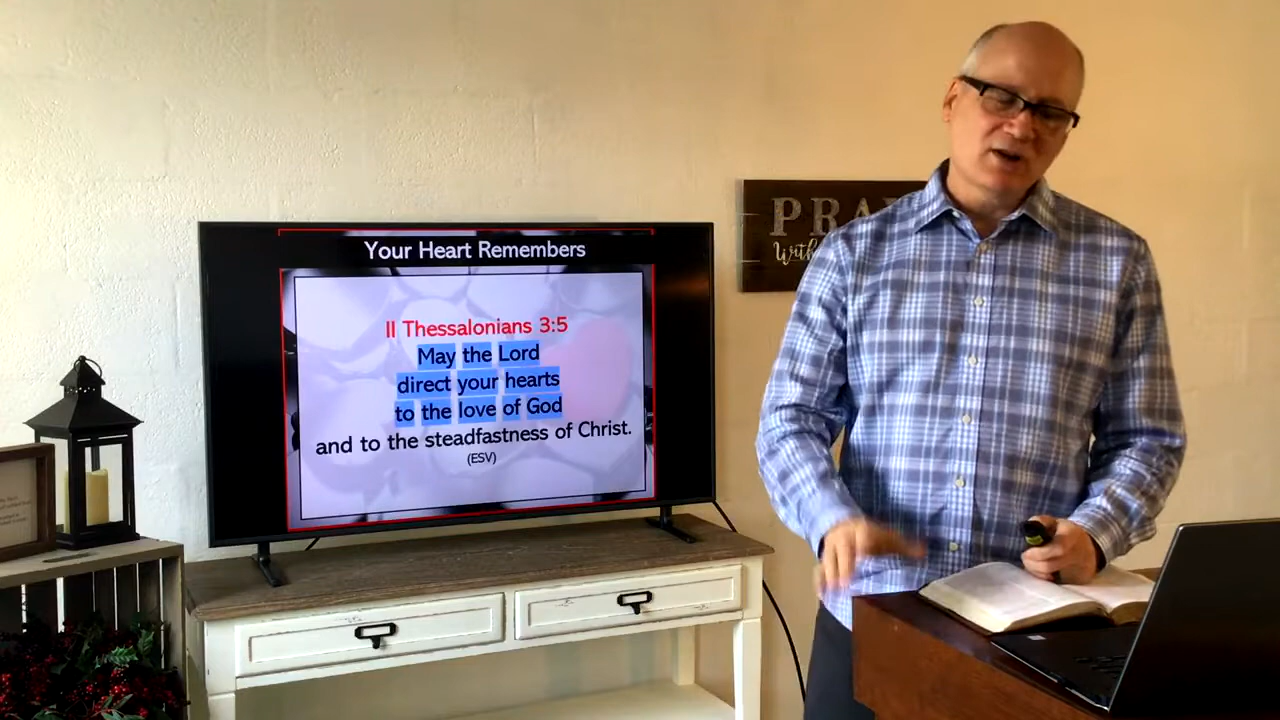 Your Heart Remembers
II Thessalonians 3:5
May the Lord
direct your hearts
to the love of God
and to the steadfastness of Christ.
(ESV)